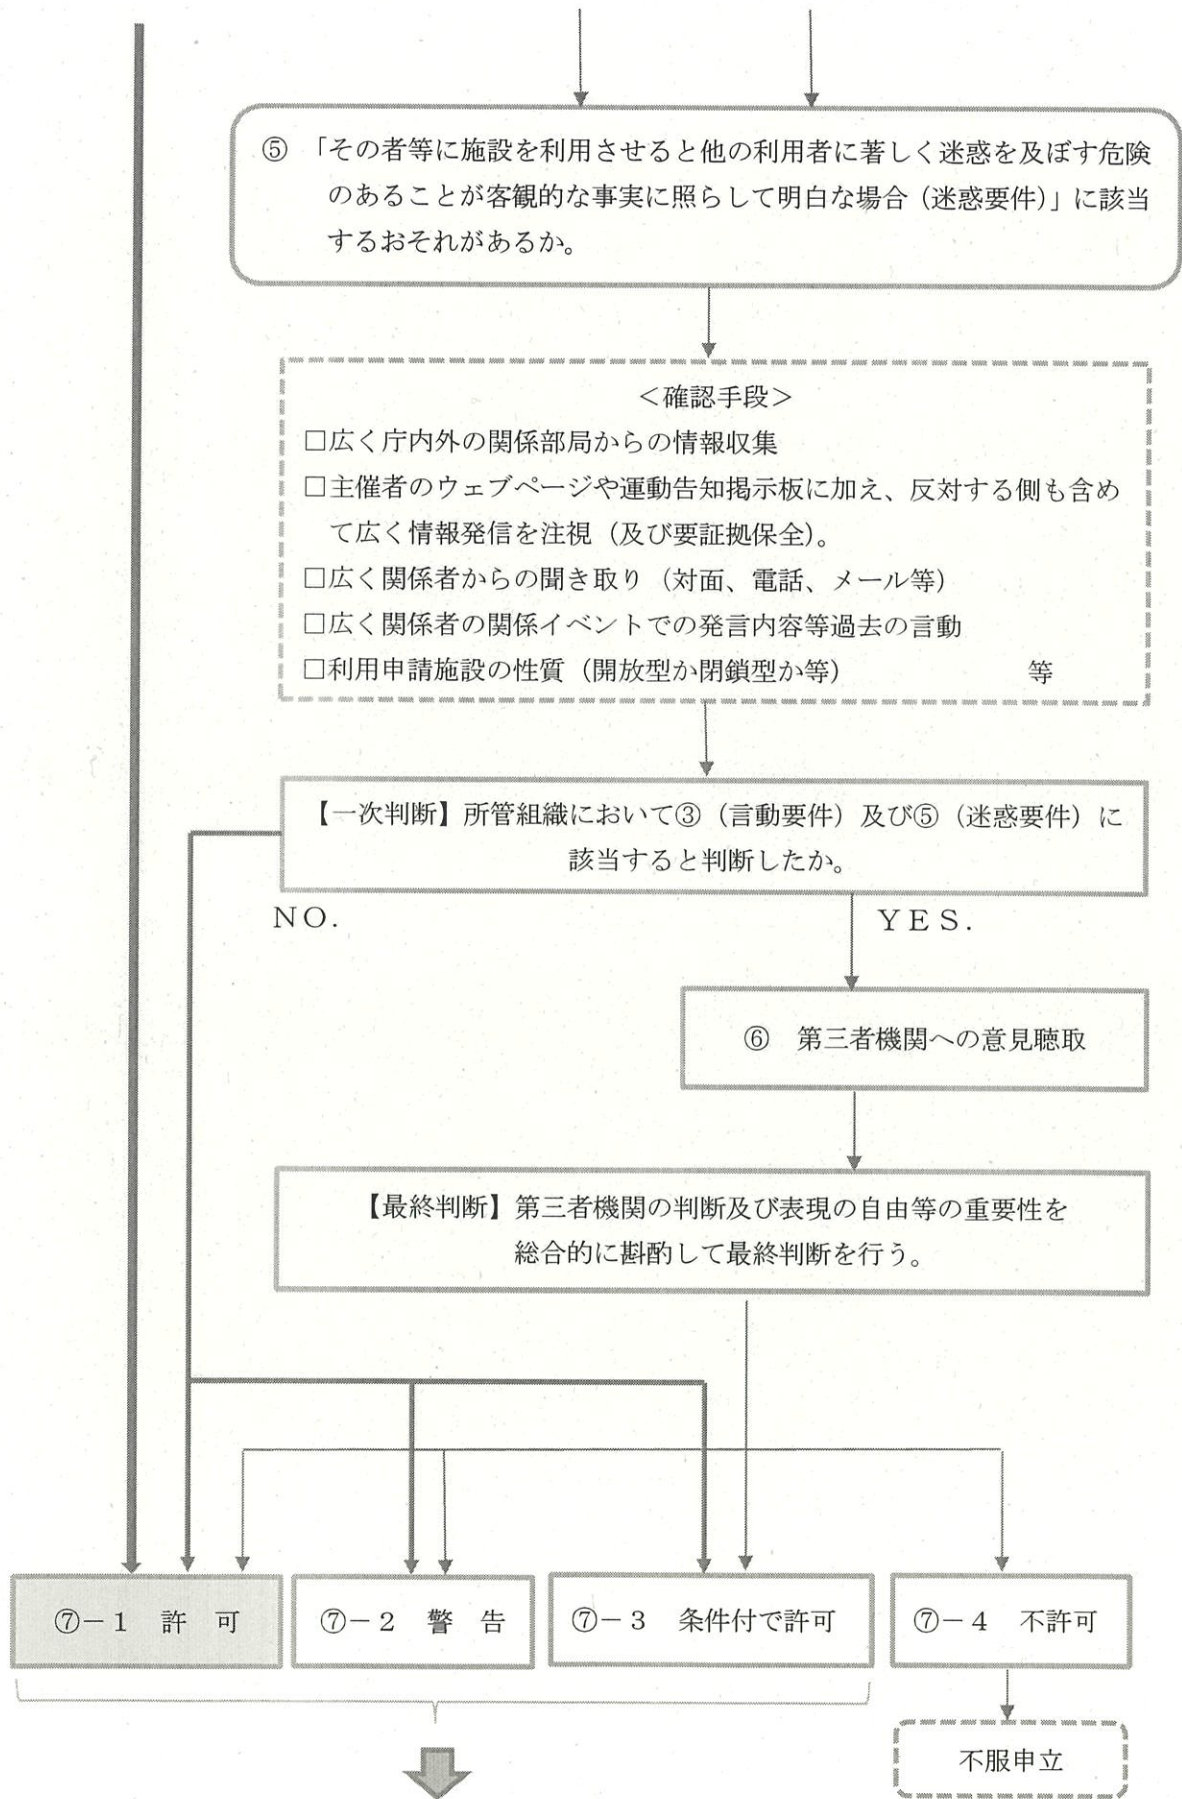 ⑤ 「その者等に施設を利用させると他の利用者に著しく迷惑を及ぼす危険
のあることが客観的な事実に照らして明白な場合（迷惑要件）」に該当
するおそれがあるか。
＜確認手段＞
□広く庁内外の関係部局からの情報収集
□主催者のウェブページや運動告知掲示板に加え、反対する側も含め
て広く情報発信を注視（及び要証拠保全）。
□広く関係者からの聞き取り（対面、電話、メール等）
□広く関係者の関係イベントでの発言内容等過去の言動
□利用申請施設の性質（開放型か閉鎖型か等） 等
【一次判断】所管組織において③（言動要件）及び⑤（迷惑要件）に
該当すると判断したか。
ＮＯ.
ＹＥＳ.
⑥ 第三者機関への意見聴取
【最終判断】第三者機関の判断及び表現の自由等の重要性を
総合的に斟酌して最終判断を行う。
⑦－１ 許 可
⑦－２ 警 告
⑦－３ 条件付で許可
⑦－４ 不許可
不服申立